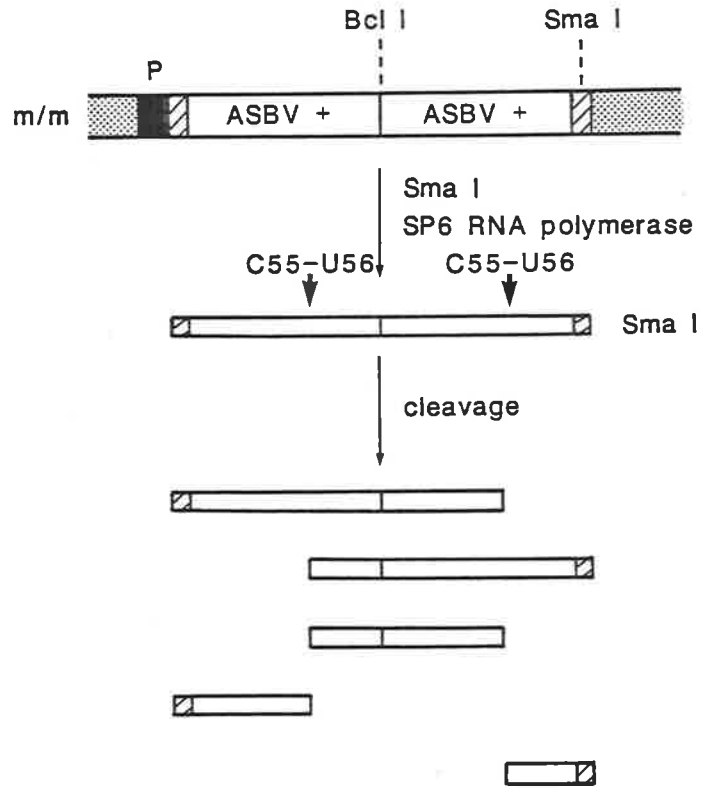 Bcl I Sma I
P
m/m ASBV + ASBV +
Sma I
SP6 RNA polymerase
C55-U56 C55-U56
Sma I
cleavage